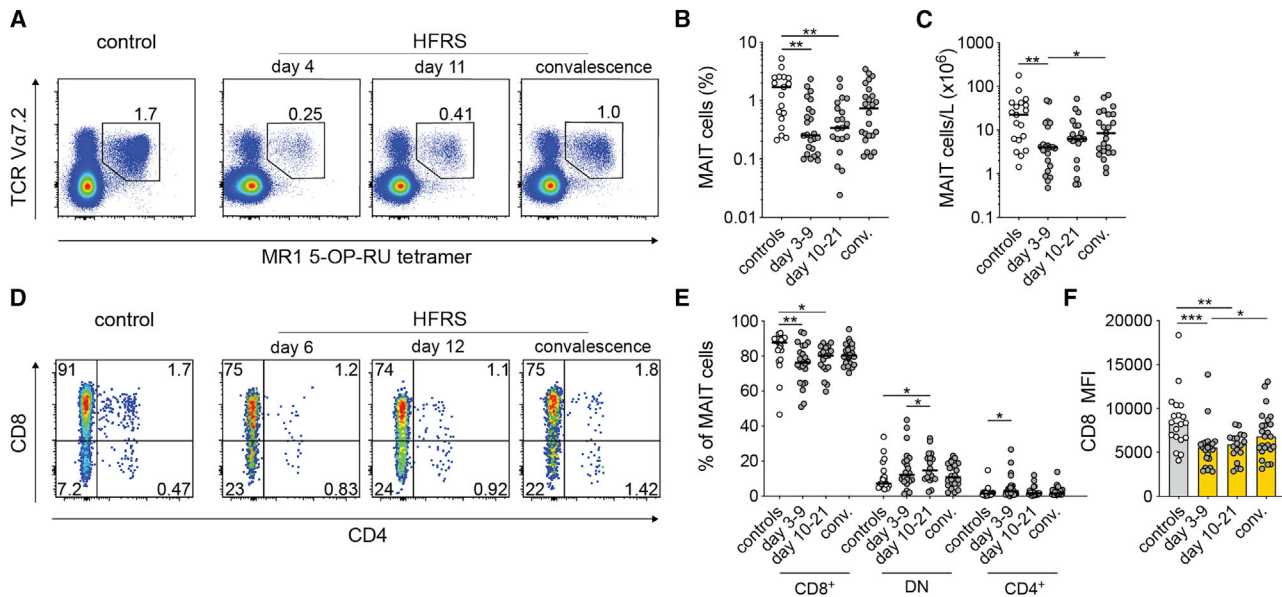 A
control
HFRS
day 4
day 11
convalescence
1.7
0.25
0.41
1.0
TCR Vα7.2
MR1 5-OP-RU tetramer
B
MAIT cells (%)
10
1
0.1
0.01
**
**
controls
day 3-9
day 10-21
conv.
C
MAIT cells/L (x10⁶)
1000
100
10
1
0.1
**
*
controls
day 3-9
day 10-21
conv.
D
control
HFRS
day 6
day 12
convalescence
91
1.7
7.2
0.47
75
1.2
23
0.83
74
1.1
24
0.92
75
1.8
22
1.42
CD8
CD4
E
% of MAIT cells
100
80
60
40
20
0
*
**
*
*
*
controls
day 3-9
day 10-21
conv.
controls
day 3-9
day 10-21
conv.
controls
day 3-9
day 10-21
conv.
CD8⁺
DN
CD4⁺
F
CD8 MFI
20000
15000
10000
5000
0
**
***
*
controls
day 3-9
day 10-21
conv.